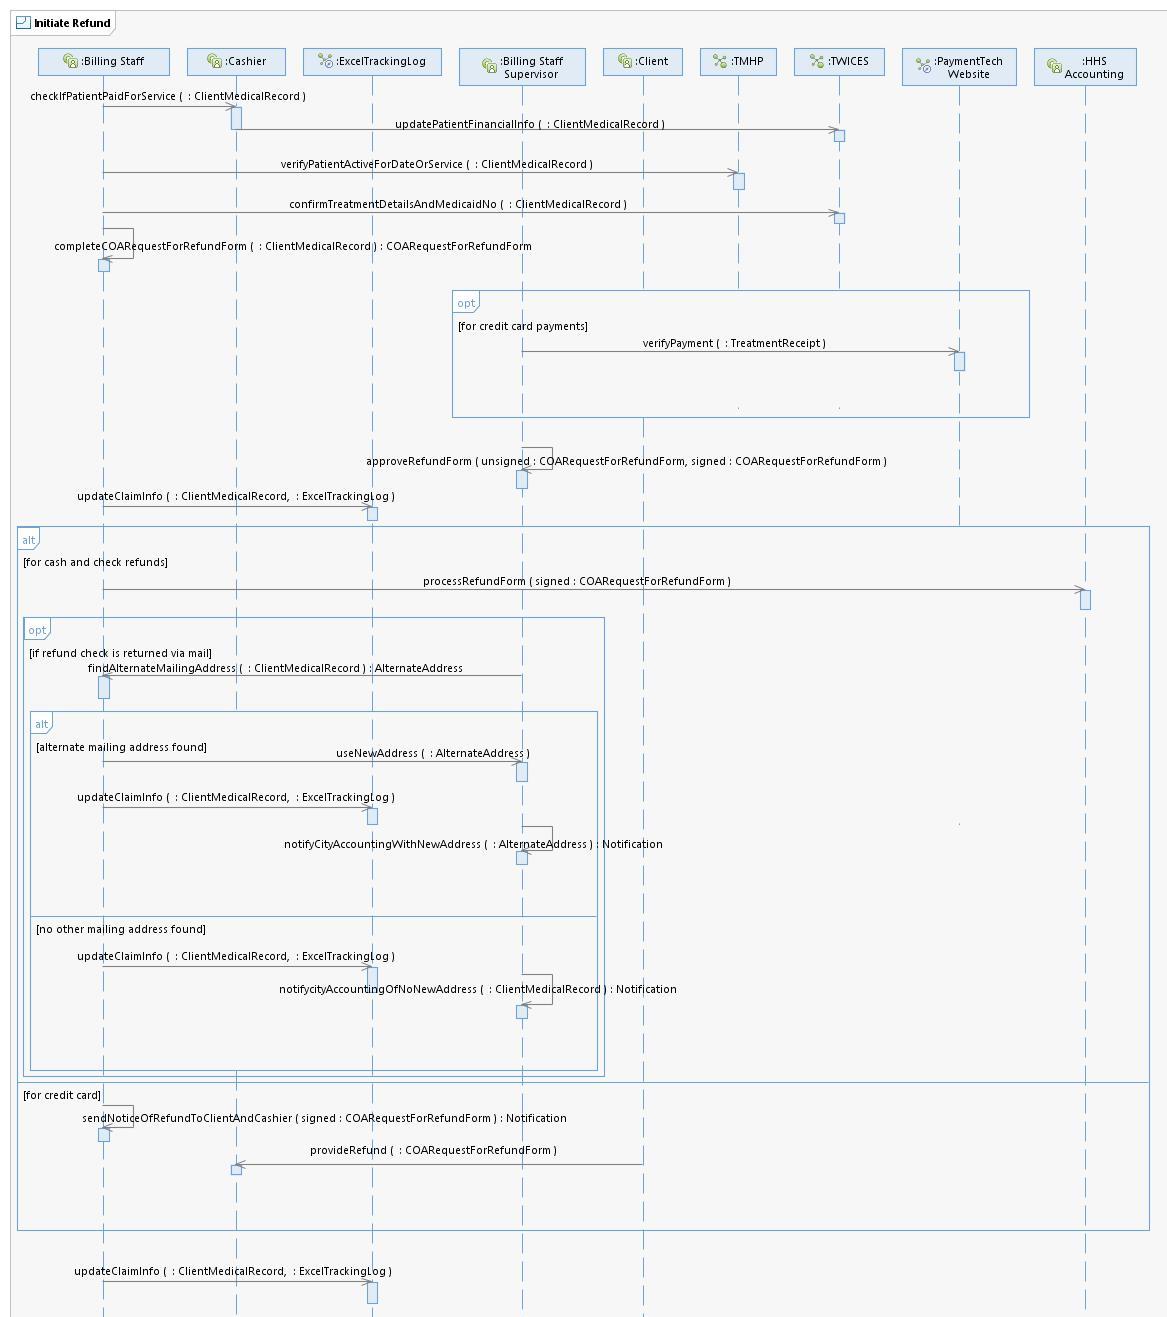 Initiate Refund
:Billing Staff
:Cashier
:ExcelTrackingLog
:Billing Staff
Supervisor
:Client
:TMHP
:TWICES
:PaymentTech
Website
:HHS
Accounting
checkIfPatientPaidForService ( : ClientMedicalRecord )
updatePatientFinancialInfo ( : ClientMedicalRecord )
verifyPatientActiveForDateOrService ( : ClientMedicalRecord )
confirmTreatmentDetailsAndMedicaidNo ( : ClientMedicalRecord )
completeCOARequestForRefundForm ( : ClientMedicalRecord ) : COARequestForRefundForm
opt
[for credit card payments]
verifyPayment ( : TreatmentReceipt )
approveRefundForm ( unsigned : COARequestForRefundForm, signed : COARequestForRefundForm )
updateClaimInfo ( : ClientMedicalRecord, : ExcelTrackingLog )
alt
[for cash and check refunds]
processRefundForm ( signed : COARequestForRefundForm )
opt
[if refund check is returned via mail]
findAlternateMailingAddress ( : ClientMedicalRecord ) : AlternateAddress
alt
[alternate mailing address found]
useNewAddress ( : AlternateAddress )
updateClaimInfo ( : ClientMedicalRecord, : ExcelTrackingLog )
notifyCityAccountingWithNewAddress ( : AlternateAddress ) : Notification
[no other mailing address found]
updateClaimInfo ( : ClientMedicalRecord, : ExcelTrackingLog )
notifycityAccountingOfNoNewAddress ( : ClientMedicalRecord ) : Notification
[for credit card]
sendNoticeOfRefundToClientAndCashier ( signed : COARequestForRefundForm ) : Notification
provideRefund ( : COARequestForRefundForm )
updateClaimInfo ( : ClientMedicalRecord, : ExcelTrackingLog )